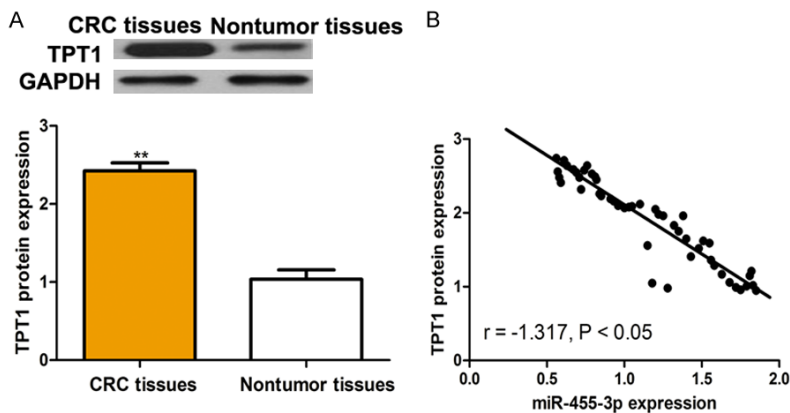 A
CRC tissues Nontumor tissues
TPT1
GAPDH
3
2
1
0
TPT1 protein expression
**
CRC tissues
Nontumor tissues
B
3
2
1
0
TPT1 protein expression
r = -1.317, P < 0.05
0.0 0.5 1.0 1.5 2.0
miR-455-3p expression